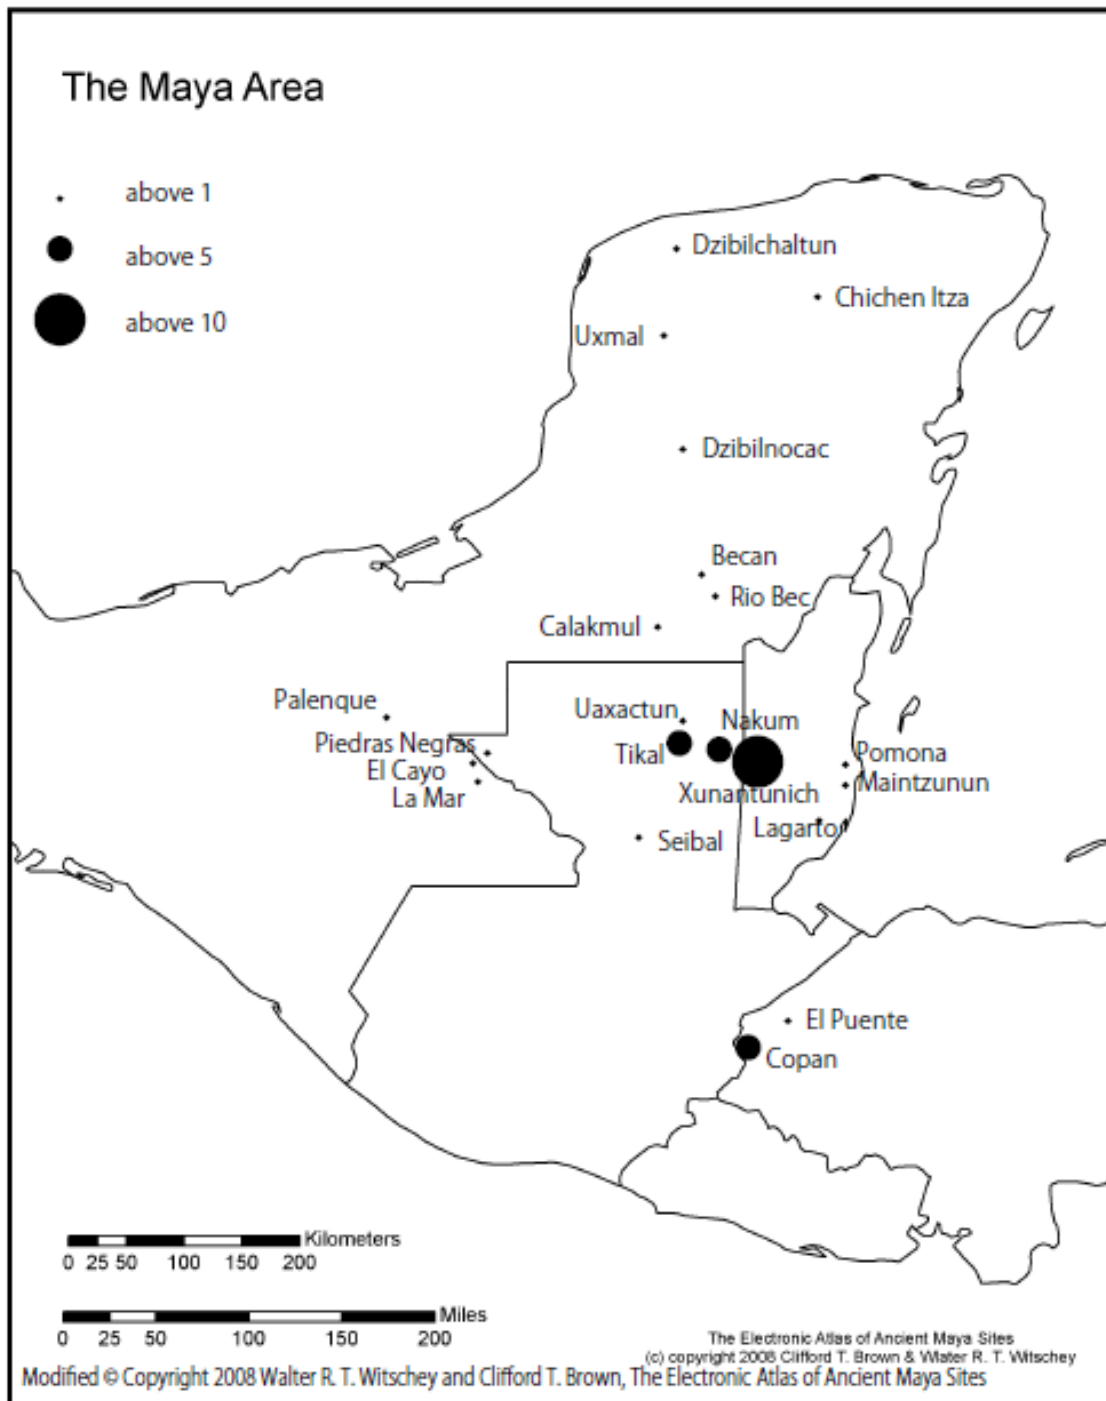 The Maya Area
above 1
above 5
above 10
Dzibilchaltun
Chichen Itza
Uxmal
Dzibilnocac
Becan
Rio Bec
Calakmul
Palenque
Uaxactun
Nakum
Piedras Negras
Tikal
Pomona
El Cayo
Maintzunun
La Mar
Xunantunich
Lagarto
Seibal
El Puente
Copan
Kilometers
0 25 50 100 150 200
Miles
0 25 50 100 150 200
The Electronic Atlas of Ancient Maya Sites
(c) copyright 2008 Clifford T. Brown & Walter R. T. Witschey
Modified © Copyright 2008 Walter R. T. Witschey and Clifford T. Brown, The Electronic Atlas of Ancient Maya Sites